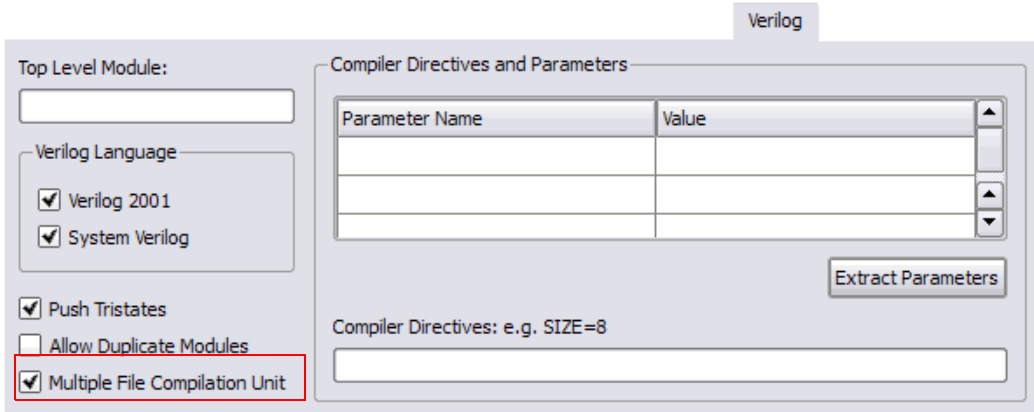 Verilog
Top Level Module:
Verilog Language
Verilog 2001
System Verilog
Push Tristates
Allow Duplicate Modules
Multiple File Compilation Unit
Compiler Directives and Parameters
Parameter Name Value
Extract Parameters
Compiler Directives: e.g. SIZE=8